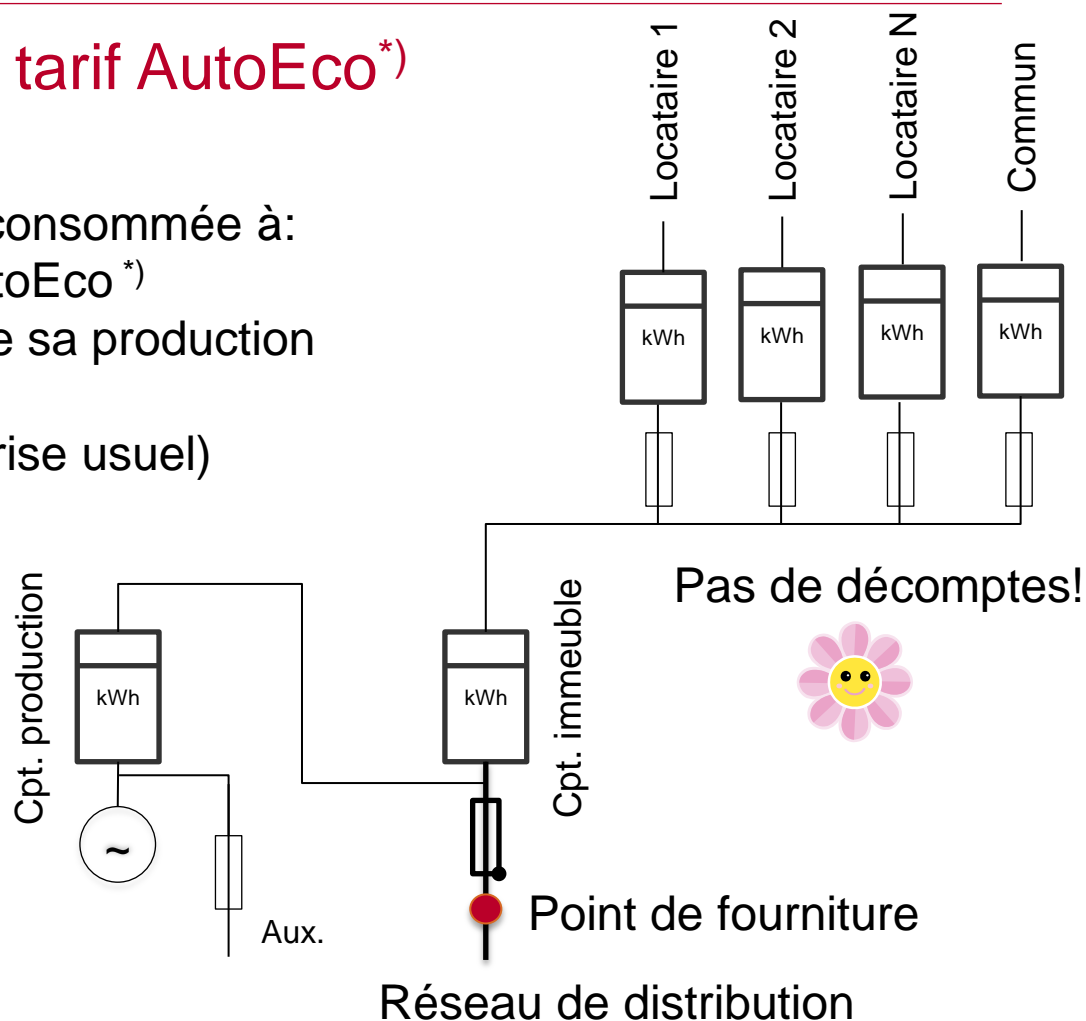 tarif AutoEco*)
consommée à:
toEco *)
e sa production
rise usuel)
Locataire 1
Locataire 2
Locataire N
Commun
kWh
kWh
kWh
kWh
Pas de décomptes!
Cpt. production
kWh
Cpt. immeuble
kWh
~
Aux.
Point de fourniture
Réseau de distribution